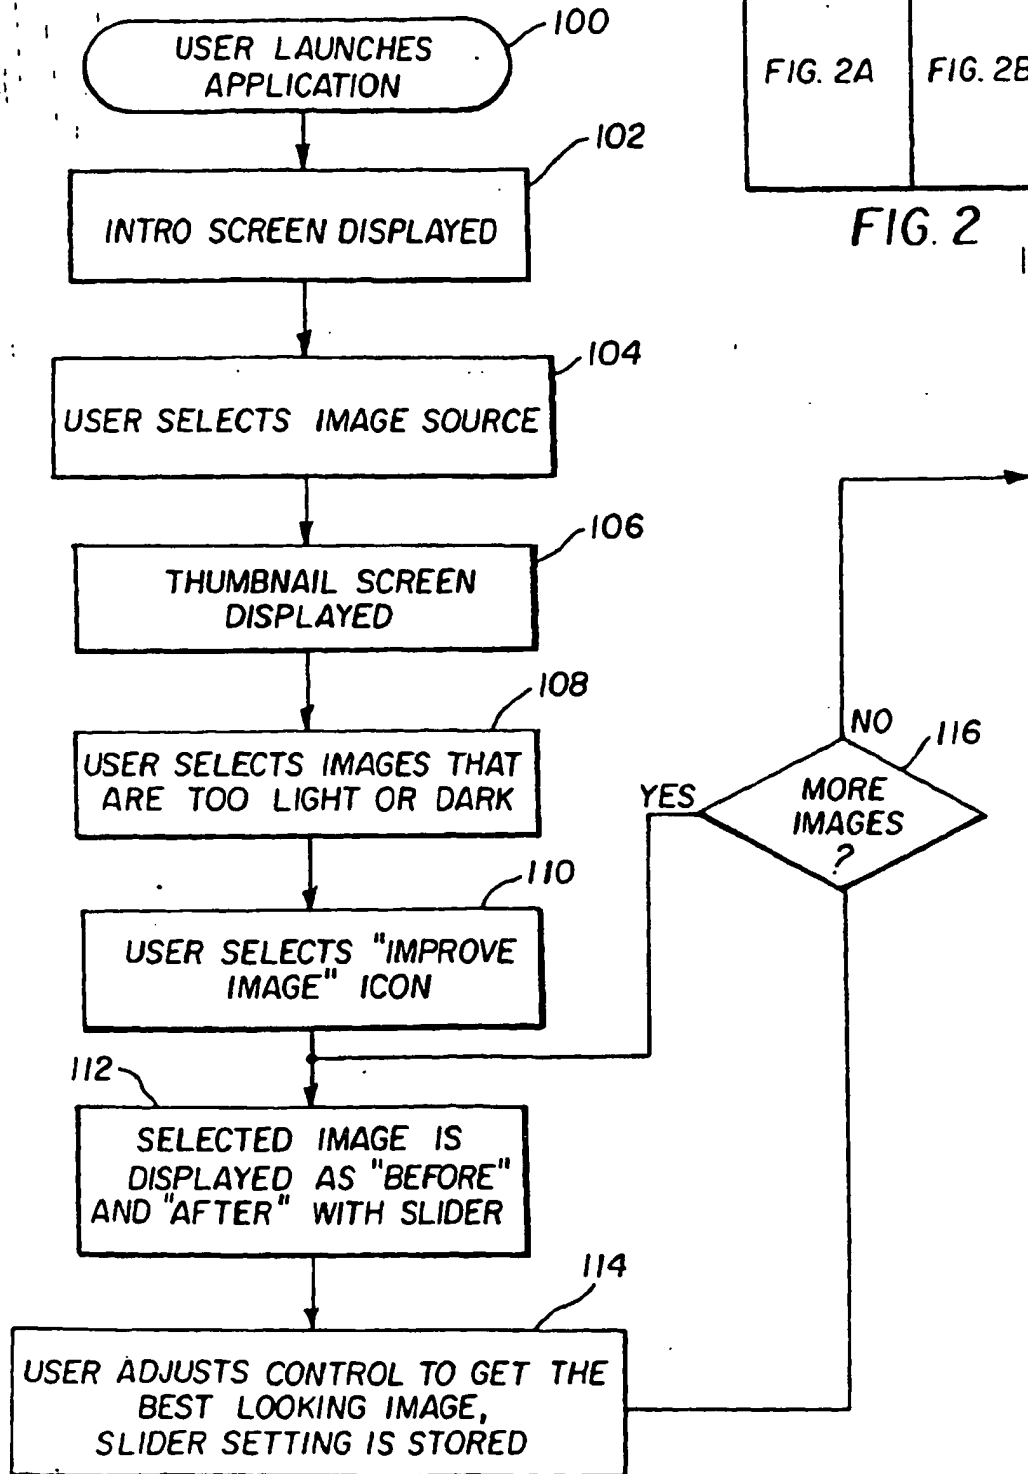 100
USER LAUNCHES
APPLICATION
FIG. 2A
FIG. 2B
FIG. 2
102
INTRO SCREEN DISPLAYED
104
USER SELECTS IMAGE SOURCE
106
THUMBNAIL SCREEN
DISPLAYED
108
USER SELECTS IMAGES THAT
ARE TOO LIGHT OR DARK
NO
116
YES
MORE
IMAGES
?
110
USER SELECTS "IMPROVE
IMAGE" ICON
112
SELECTED IMAGE IS
DISPLAYED AS "BEFORE"
AND "AFTER" WITH SLIDER
114
USER ADJUSTS CONTROL TO GET THE
BEST LOOKING IMAGE,
SLIDER SETTING IS STORED